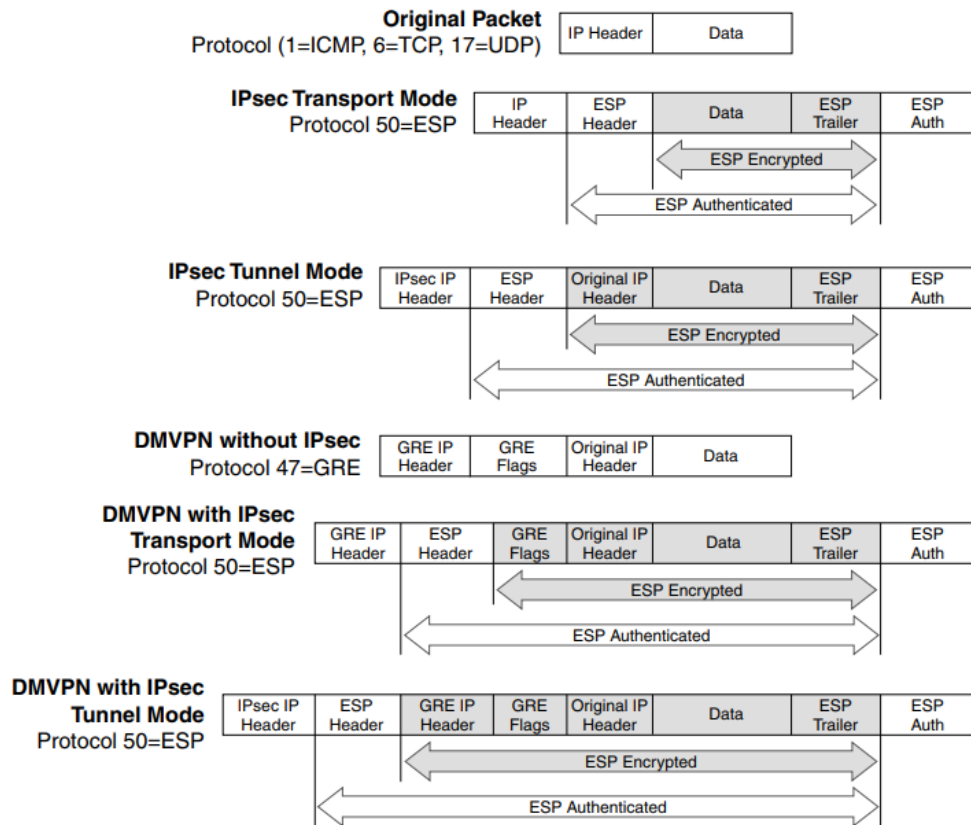 Original Packet
Protocol (1=ICMP, 6=TCP, 17=UDP)
IP Header
Data
IPsec Transport Mode
Protocol 50=ESP
IP
Header
ESP
Header
Data
ESP
Trailer
ESP
Auth
ESP Encrypted
ESP Authenticated
IPsec Tunnel Mode
Protocol 50=ESP
IPsec IP
Header
ESP
Header
Original IP
Header
Data
ESP
Trailer
ESP
Auth
ESP Encrypted
ESP Authenticated
DMVPN without IPsec
Protocol 47=GRE
GRE IP
Header
GRE
Flags
Original IP
Header
Data
DMVPN with IPsec
Transport Mode
Protocol 50=ESP
GRE IP
Header
ESP
Header
GRE
Flags
Original IP
Header
Data
ESP
Trailer
ESP
Auth
ESP Encrypted
ESP Authenticated
DMVPN with IPsec
Tunnel Mode
Protocol 50=ESP
IPsec IP
Header
ESP
Header
GRE IP
Header
GRE
Flags
Original IP
Header
Data
ESP
Trailer
ESP
Auth
ESP Encrypted
ESP Authenticated